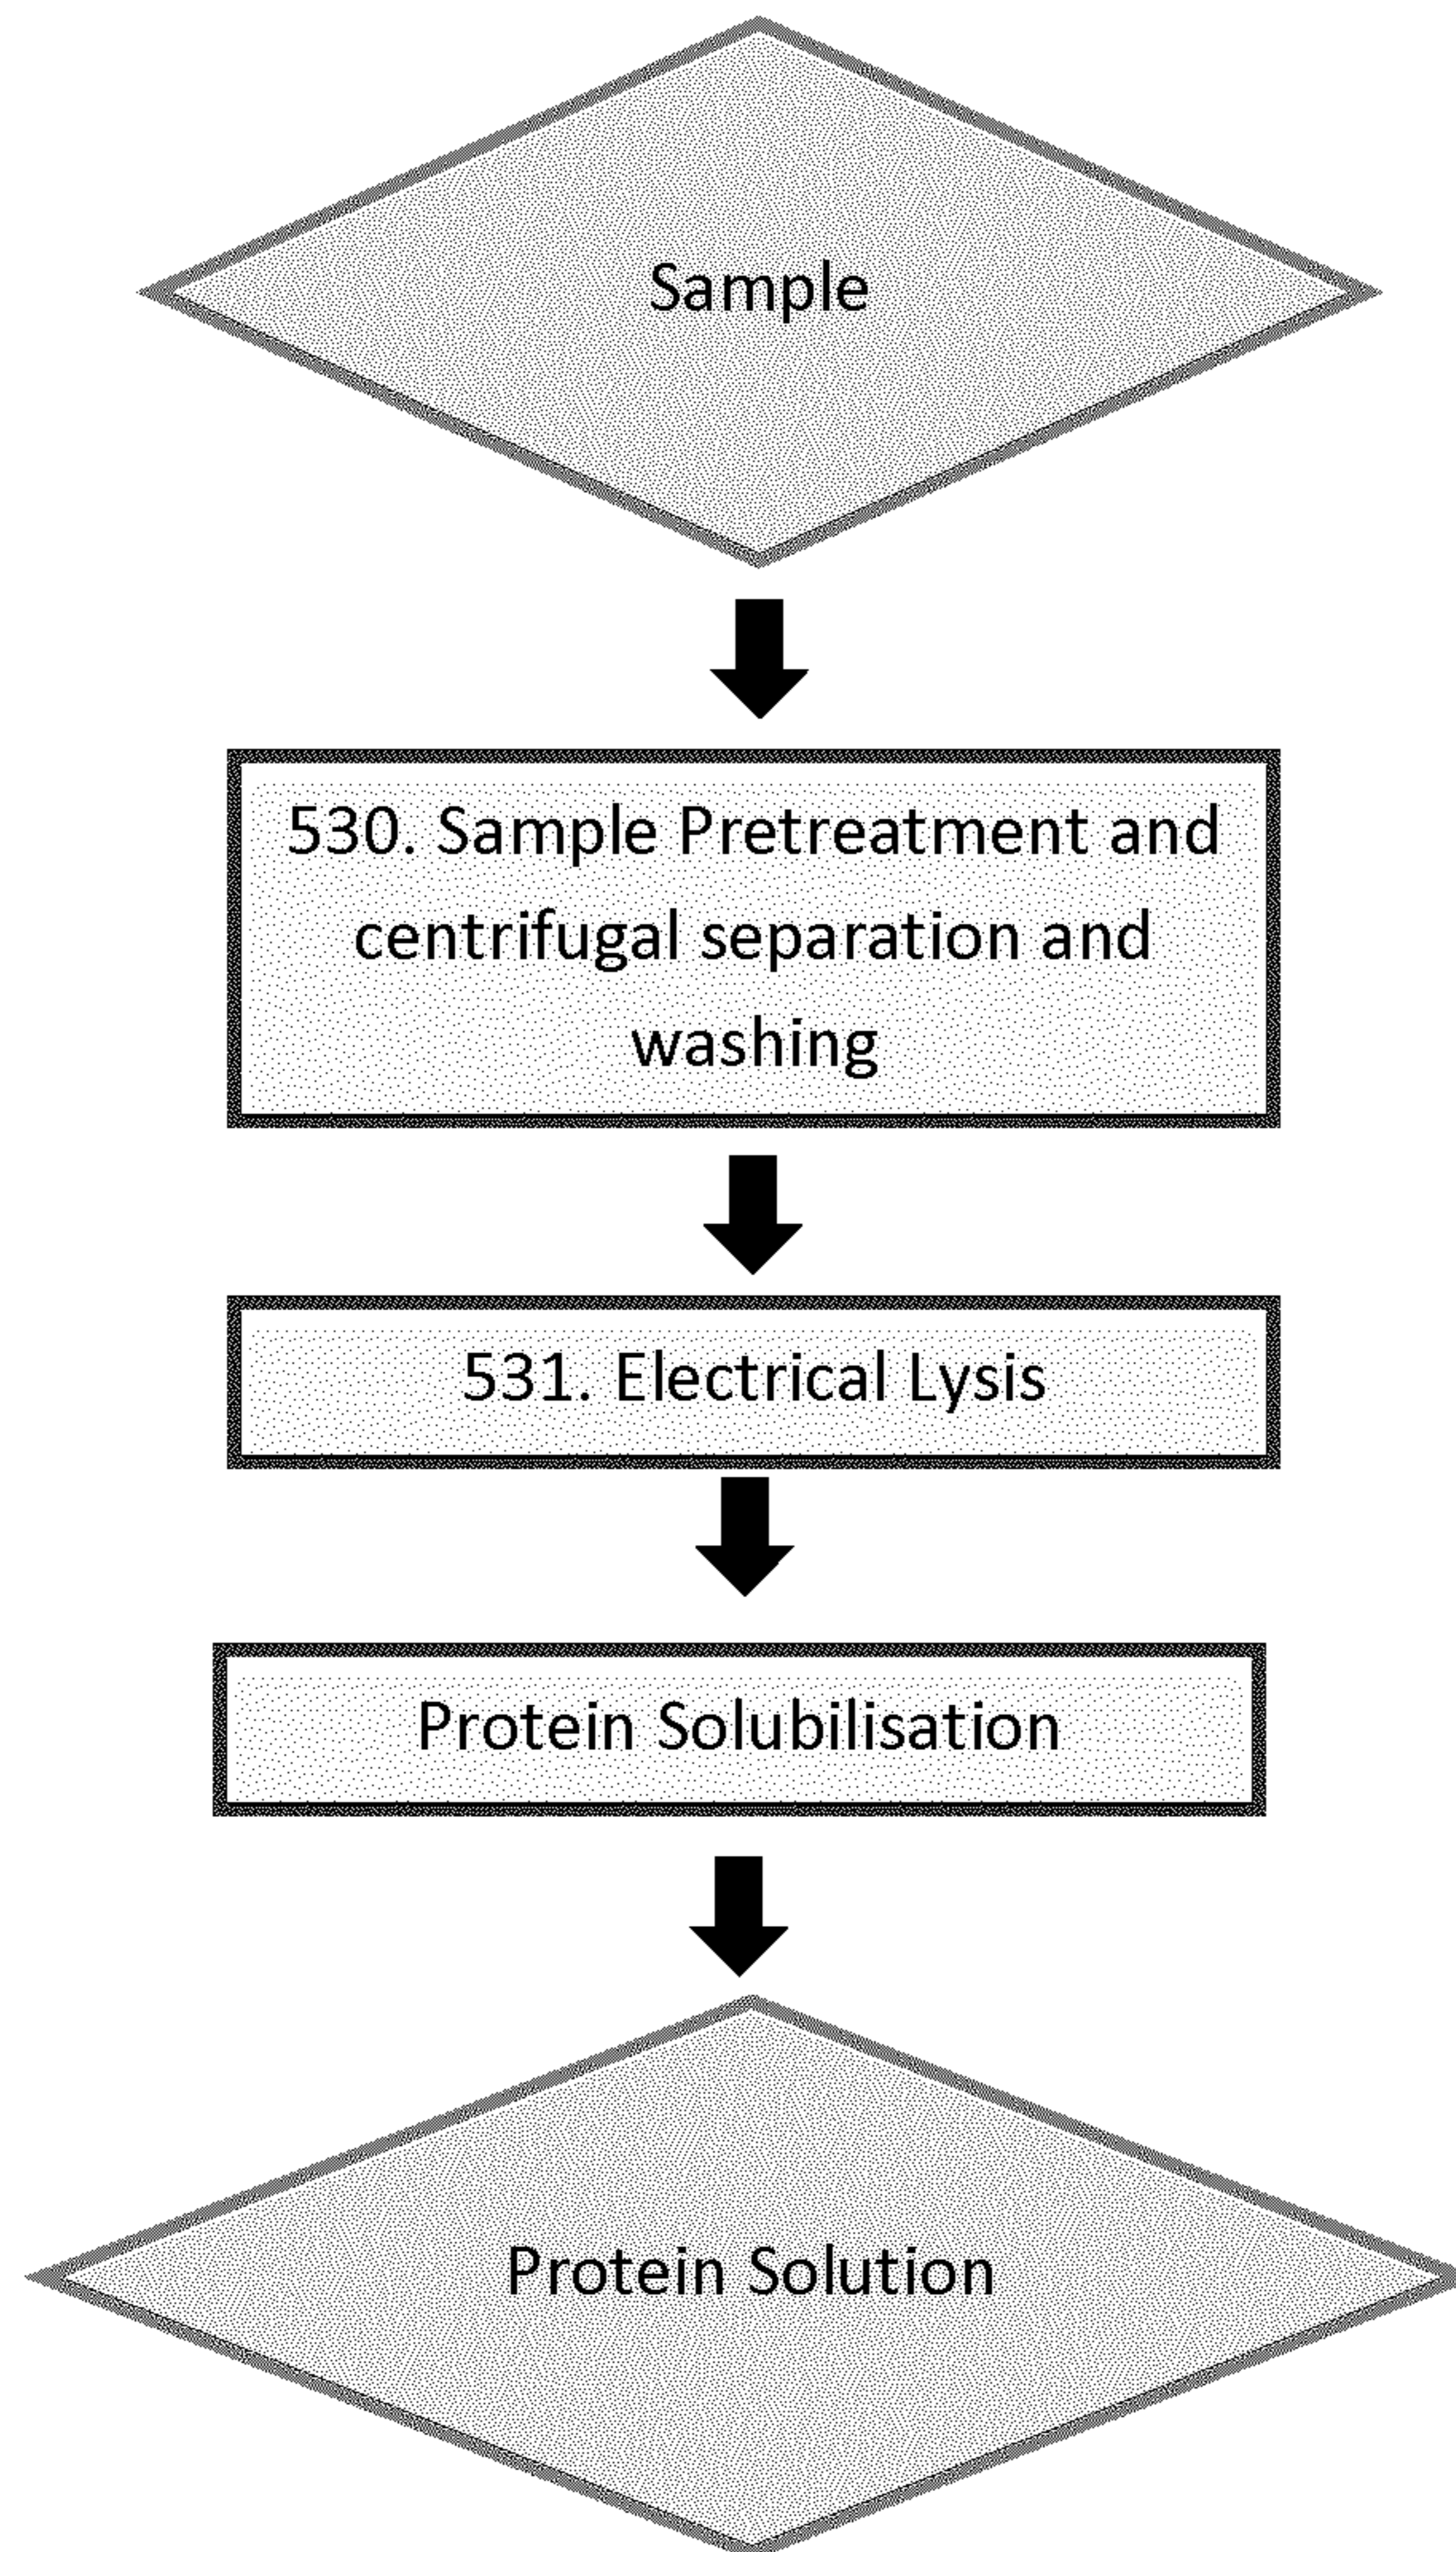 Sample
530. Sample Pretreatment and
centrifugal separation and
washing
531. Electrical Lysis
Protein Solubilisation
Protein Solution